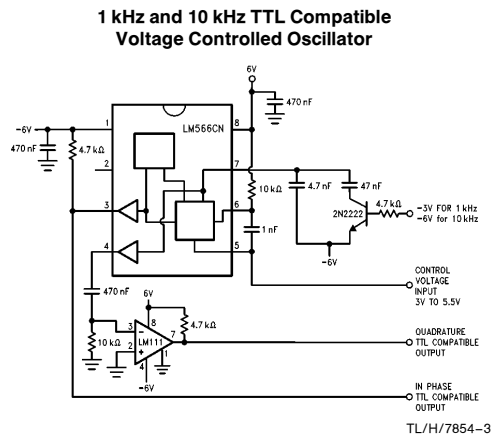 1 kHz and 10 kHz TTL Compatible
Voltage Controlled Oscillator
6V
470 nF
-6V
1
LM566CN
8
470 nF
4.7 kΩ
2
7
10 kΩ
4.7 nF
47 nF
4.7 kΩ
3
6
2N2222
-3V FOR 1 kHz
-6V for 10 kHz
1 nF
4
5
-6V
CONTROL
VOLTAGE
INPUT
3V TO 5.5V
470 nF
6V
8
4.7 kΩ
3
-
7
QUADRATURE
TTL COMPATIBLE
OUTPUT
10 kΩ
2
+
LM111
4
1
-6V
IN PHASE
TTL COMPATIBLE
OUTPUT
TL/H/7854-3